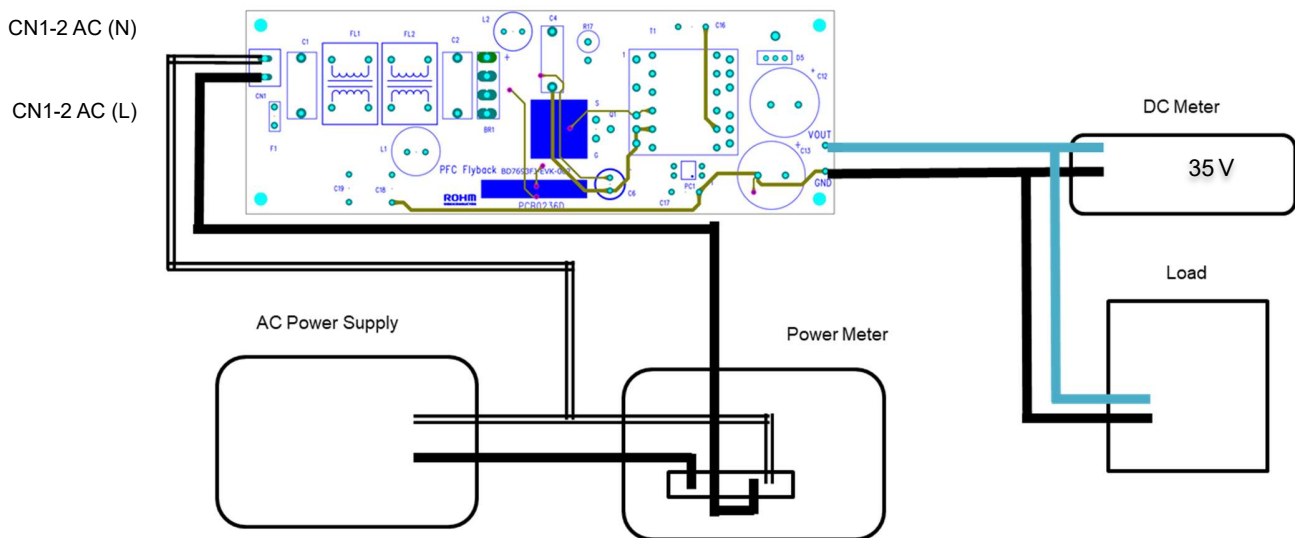 CN1-2 AC (N)
CN1-2 AC (L)
L2
C4
R17
T1
C16
C1
FL1
FL2
C2
+
1
D5
+
C12
CN1
S
Q1
F1
BR1
G
VOUT
L1
+
C13
PFC Flyback
GND
C19
C18
PC1
C6
C17
ROHM
SEMICONDUCTOR
PCB0236D
DC Meter
35 V
Load
AC Power Supply
Power Meter